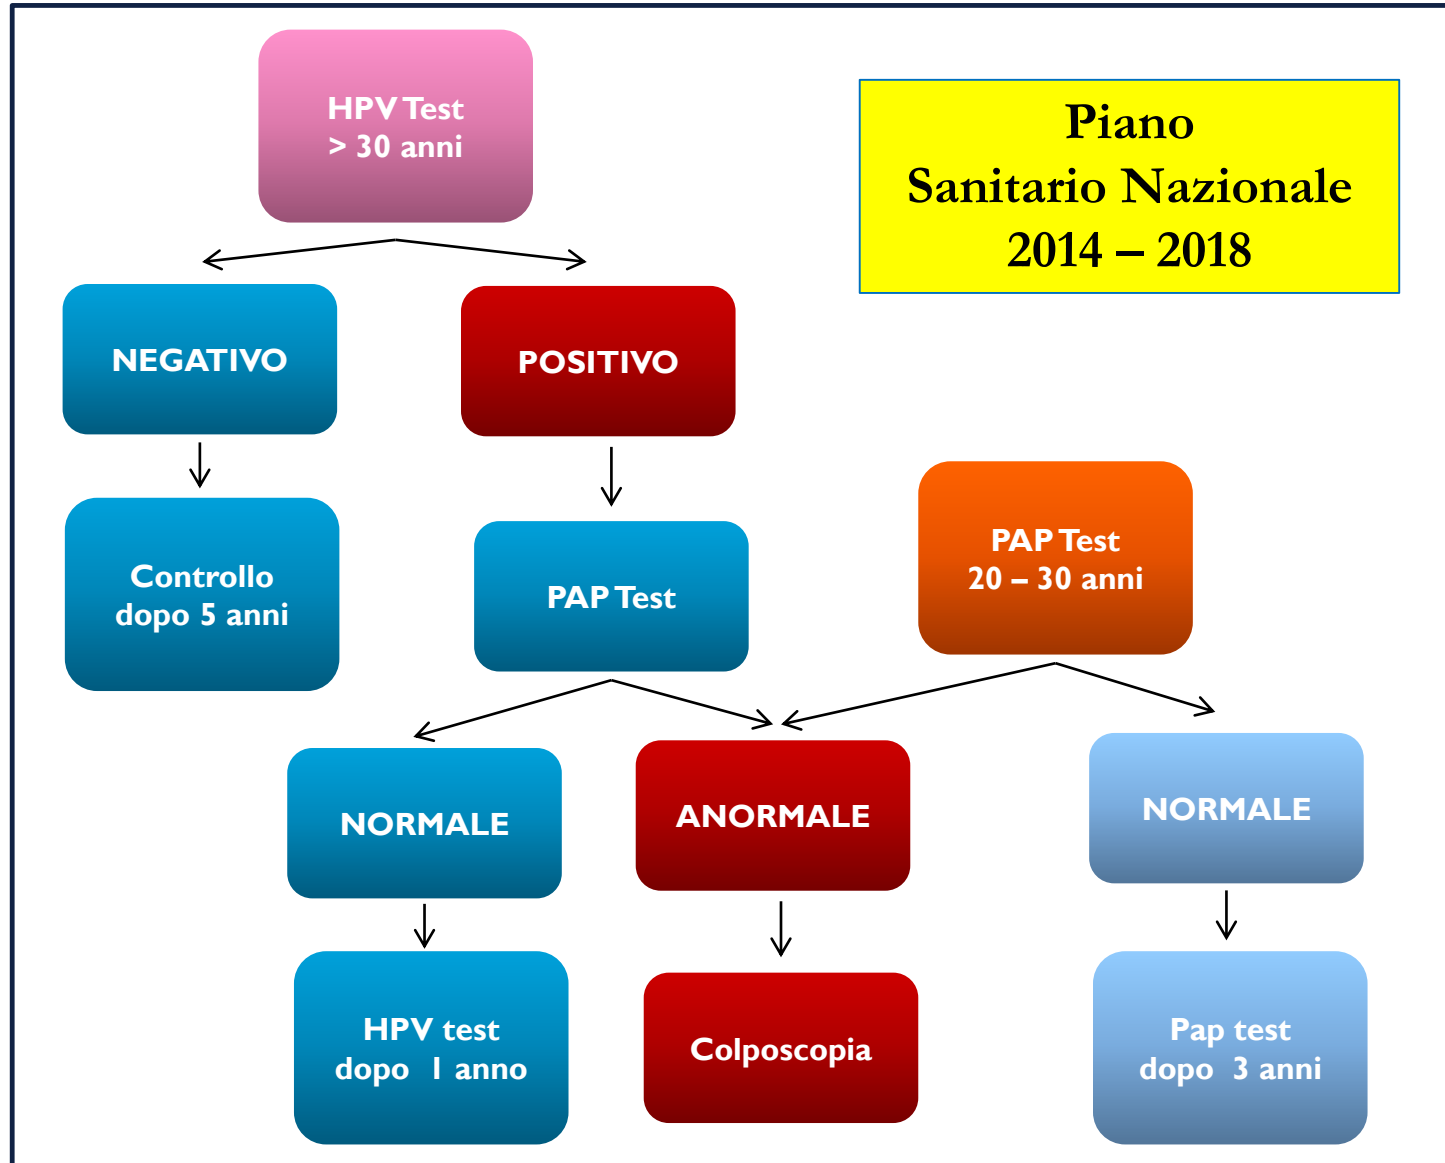 HPV Test
> 30 anni
Piano
Sanitario Nazionale
2014 – 2018
NEGATIVO
POSITIVO
Controllo
dopo 5 anni
PAP Test
PAP Test
20 – 30 anni
NORMALE
ANORMALE
NORMALE
HPV test
dopo 1 anno
Colposcopia
Pap test
dopo 3 anni